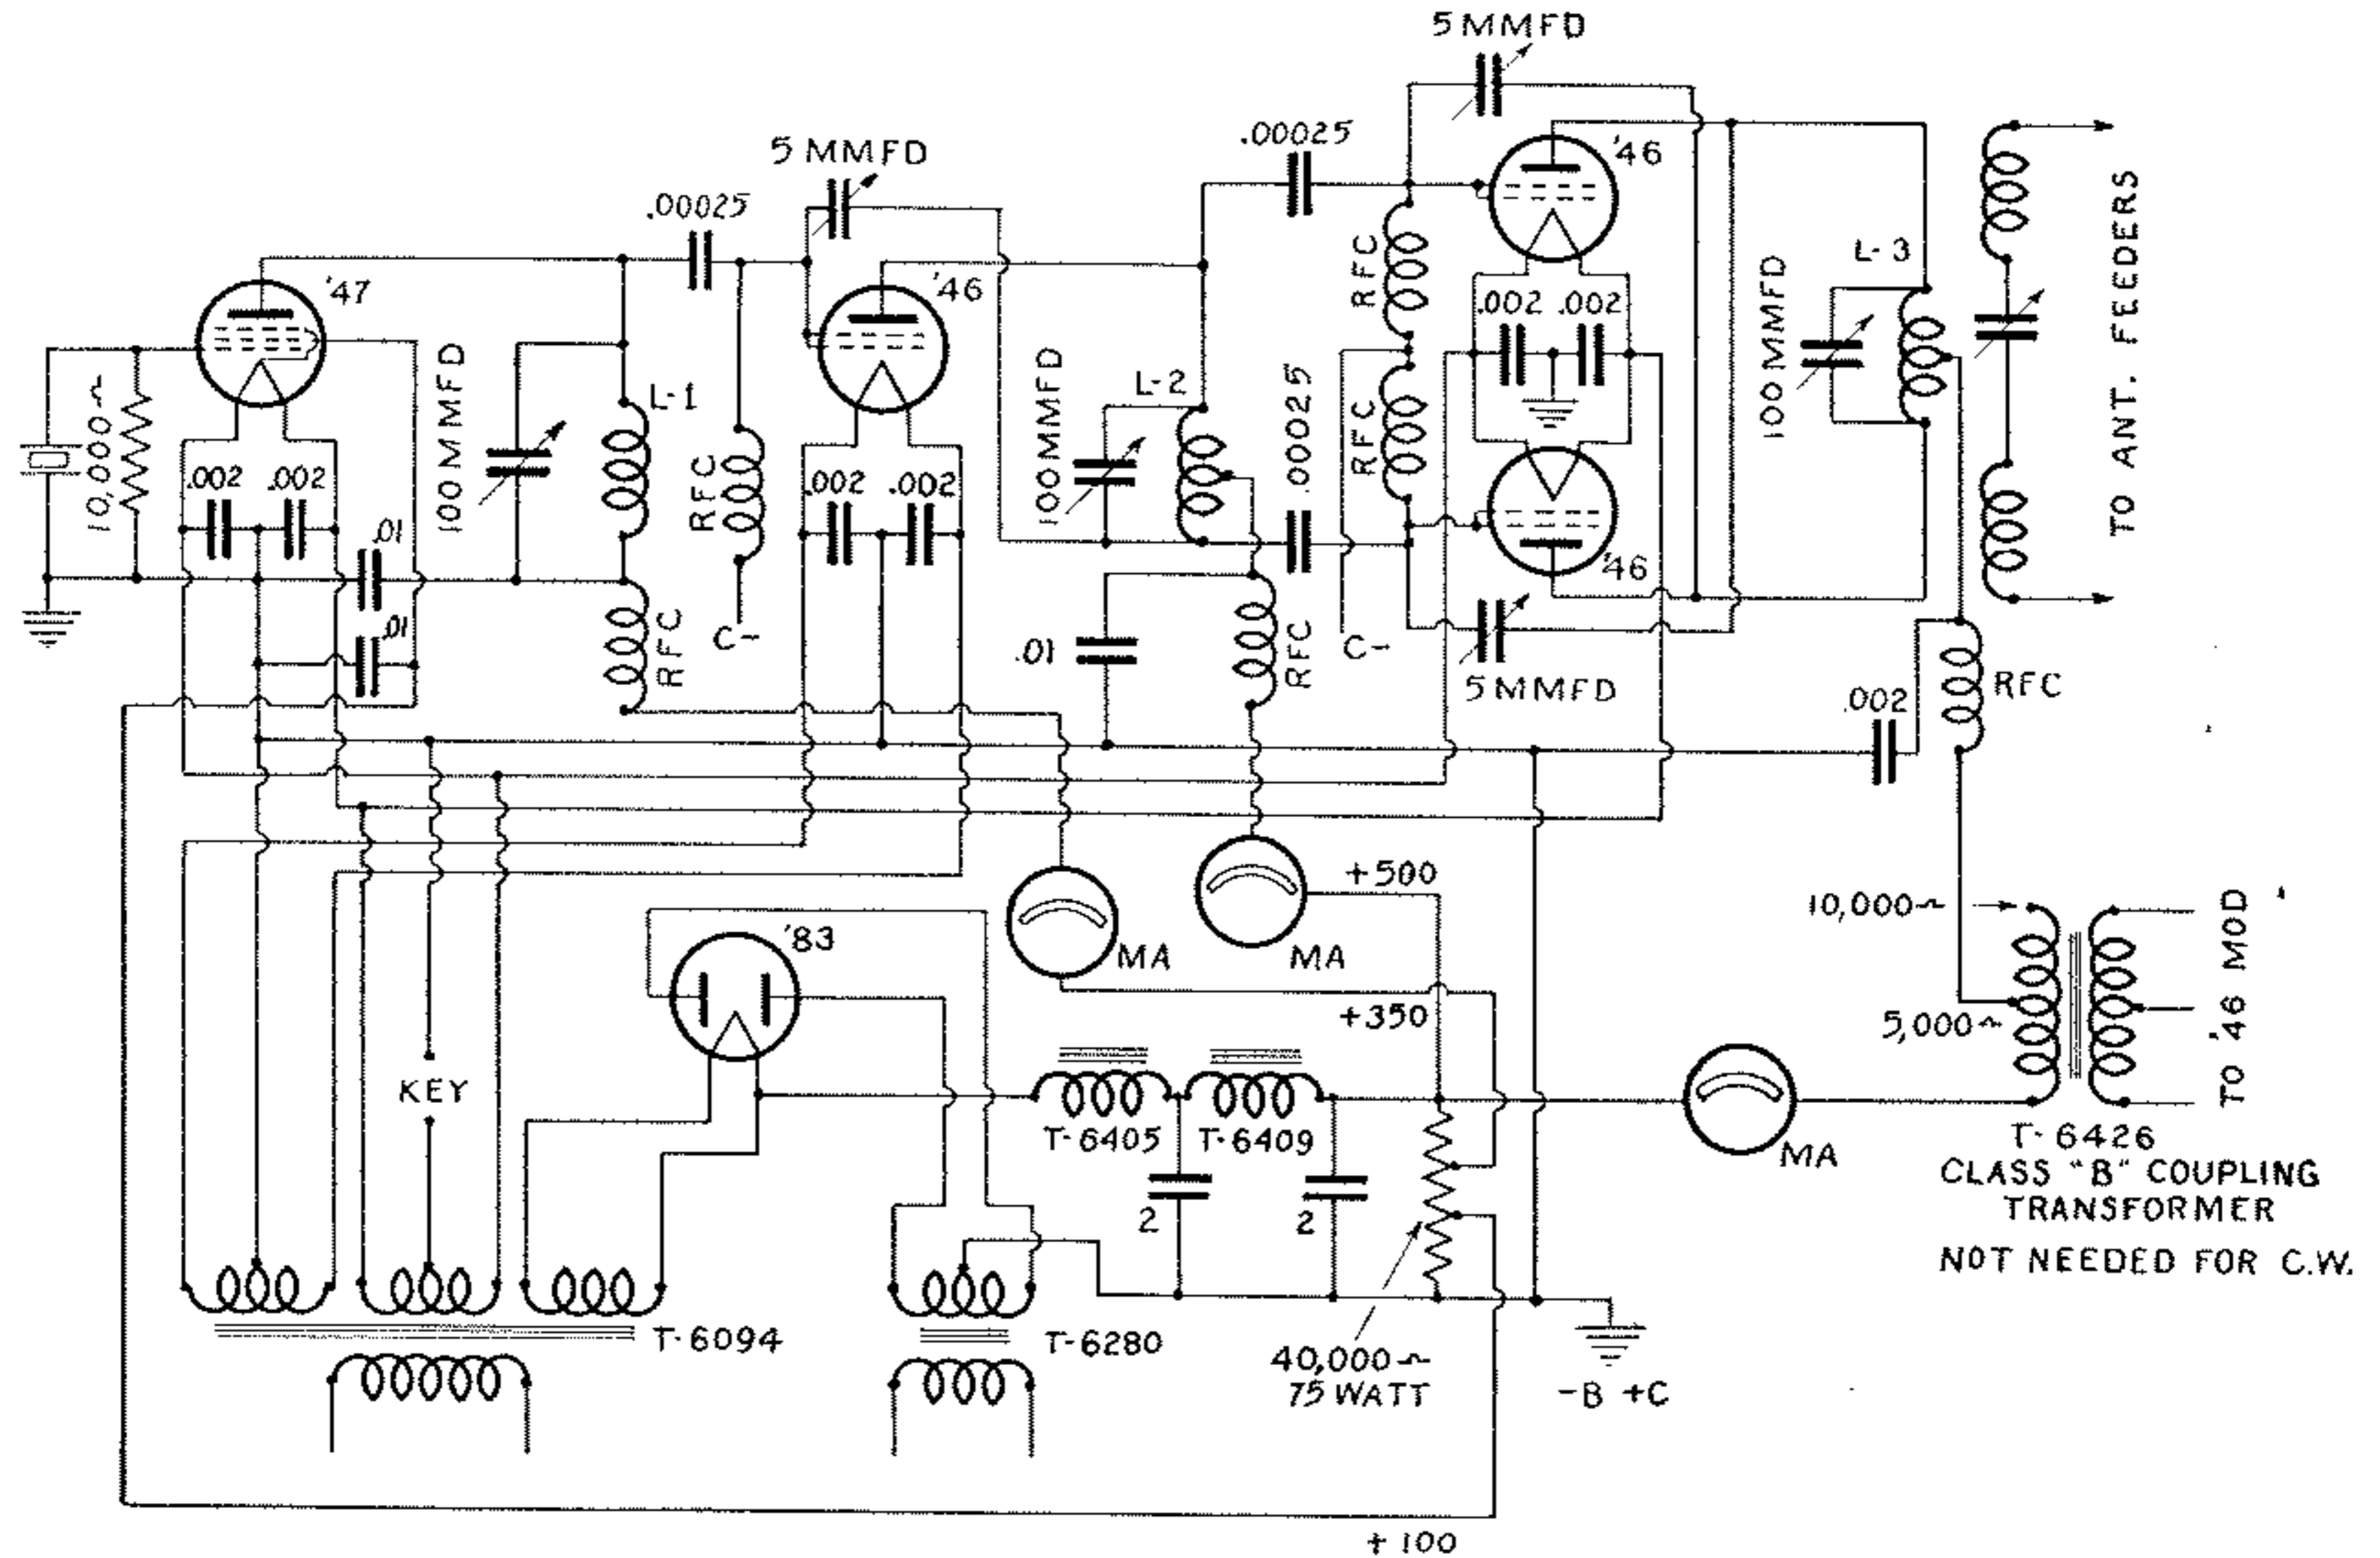 5 MMFD
.00025
'46
5 MMFD
.00025
'47
'46
L-3
RFC
100 MMFD
TO ANT. FEEDERS
.002 .002
10,000~
100 MMFD
L-1
100 MMFD
L-2
.00025
RFC
RFC
.002 .002
.002 .002
.01
'46
.01
RFC
C-
.01
RFC
C-
5 MMFD
.002
RFC
+500
10,000~
'83
MA
MA
+350
5,000~
TO '46 MOD
KEY
T-6405
T-6409
MA
T-6426
CLASS "B" COUPLING
TRANSFORMER
NOT NEEDED FOR C.W.
2
2
T-6094
T-6280
40,000~
75 WATT
-B +C
+100